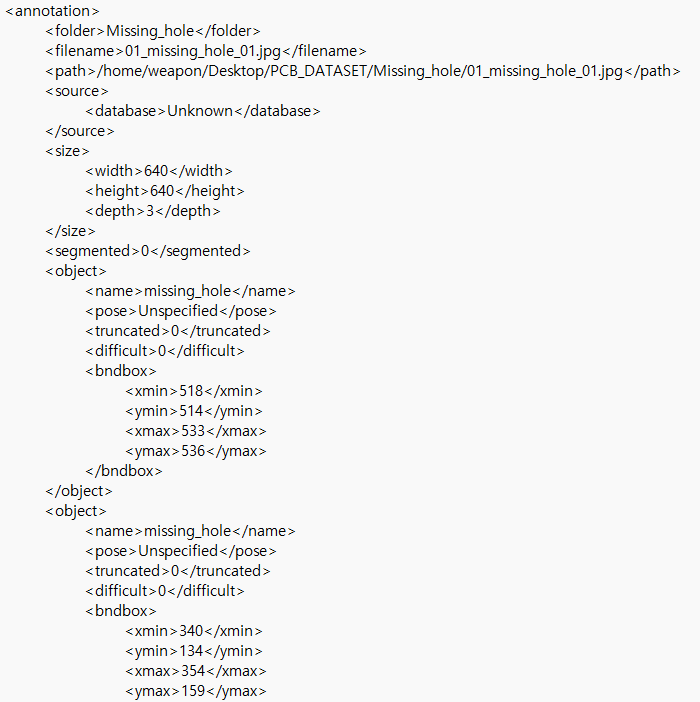 <annotation>
<folder>Missing_hole</folder>
<filename>01_missing_hole_01.jpg</filename>
<path>/home/weapon/Desktop/PCB_DATASET/Missing_hole/01_missing_hole_01.jpg</path>
<source>
<database>Unknown</database>
</source>
<size>
<width>640</width>
<height>640</height>
<depth>3</depth>
</size>
<segmented>0</segmented>
<object>
<name>missing_hole</name>
<pose>Unspecified</pose>
<truncated>0</truncated>
<difficult>0</difficult>
<bndbox>
<xmin>518</xmin>
<ymin>514</ymin>
<xmax>533</xmax>
<ymax>536</ymax>
</bndbox>
</object>
<object>
<name>missing_hole</name>
<pose>Unspecified</pose>
<truncated>0</truncated>
<difficult>0</difficult>
<bndbox>
<xmin>340</xmin>
<ymin>134</ymin>
<xmax>354</xmax>
<ymax>159</ymax>